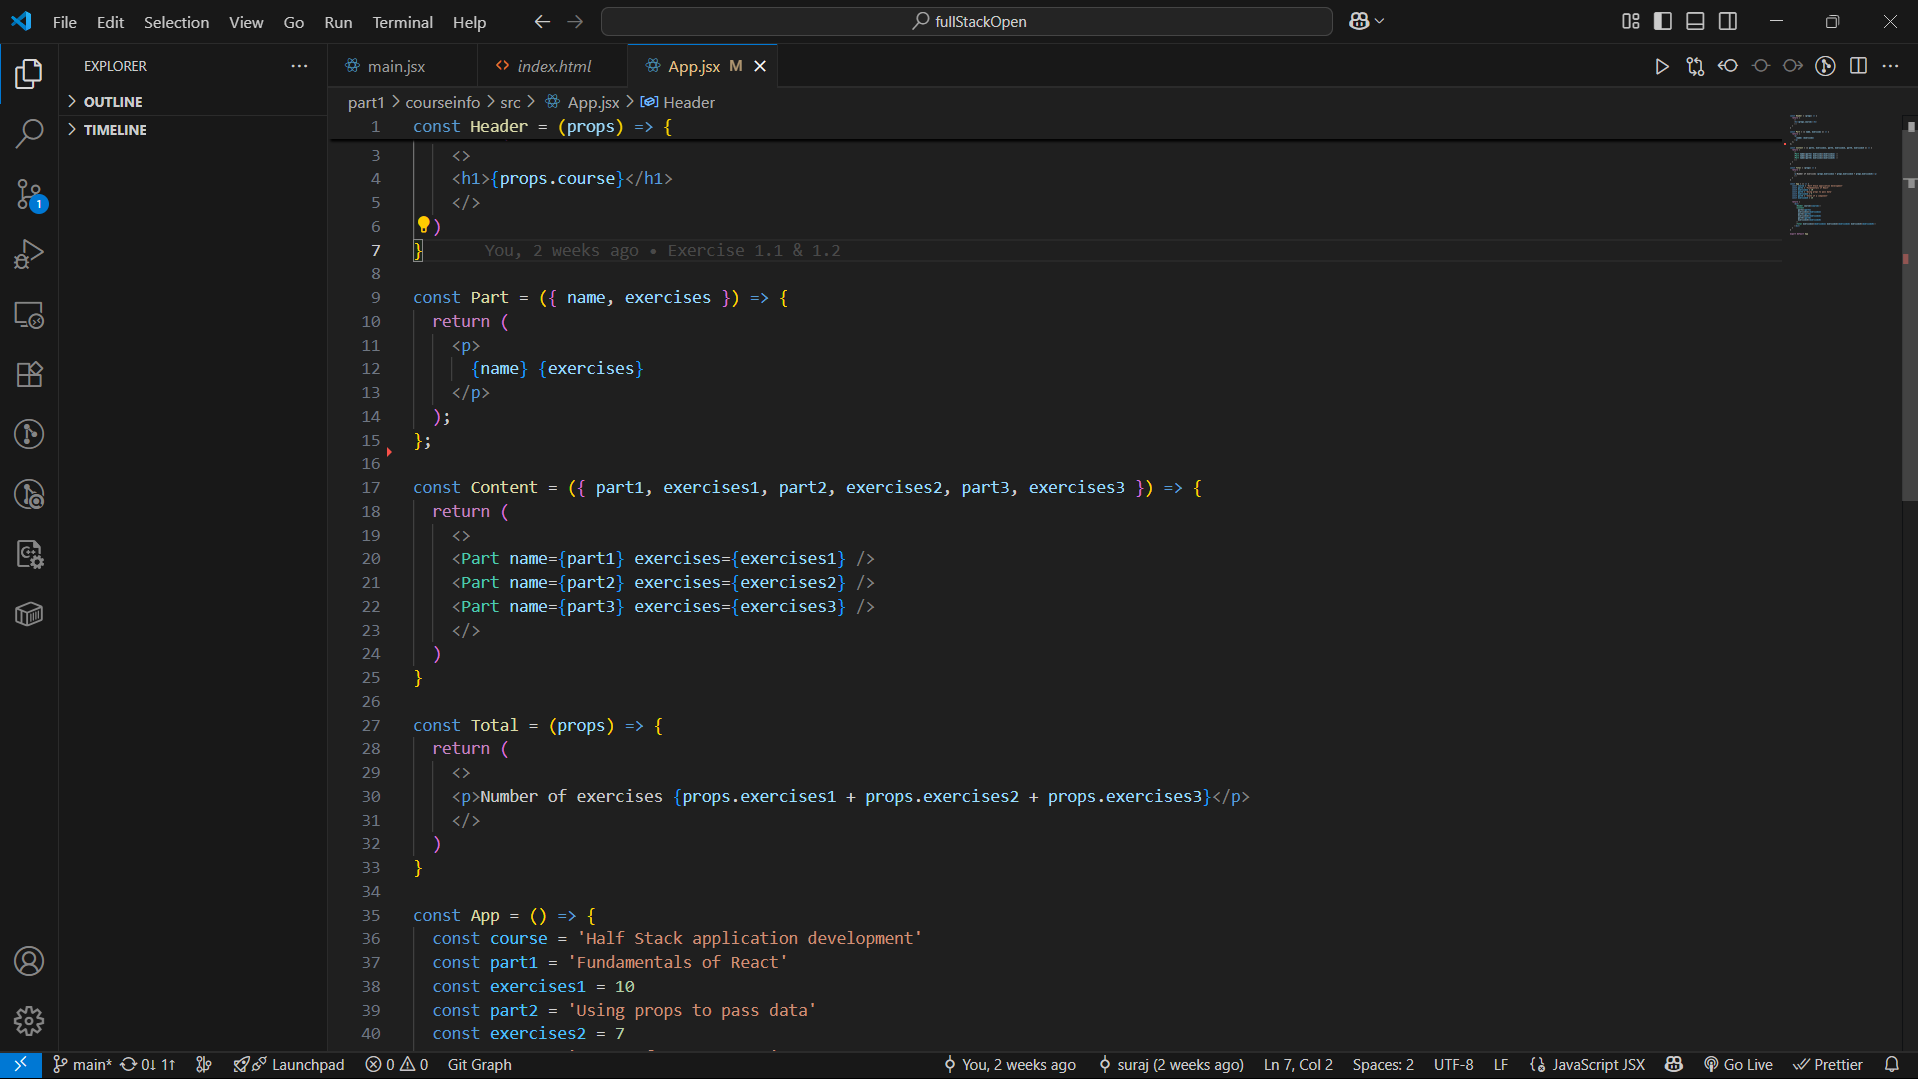 File Edit Selection View Go Run Terminal Help
fullStackOpen
EXPLORER
OUTLINE
TIMELINE
1
main.jsx
index.html
App.jsx M
part1 > courseinfo > src > App.jsx > Header
1 const Header = (props) => {
3 <>
4 <h1>{props.course}</h1>
5 </>
6 )
7 } You, 2 weeks ago • Exercise 1.1 & 1.2
8
9 const Part = ({ name, exercises }) => {
10 return (
11 <p>
12 {name} {exercises}
13 </p>
14 );
15 };
16
17 const Content = ({ part1, exercises1, part2, exercises2, part3, exercises3 }) => {
18 return (
19 <>
20 <Part name={part1} exercises={exercises1} />
21 <Part name={part2} exercises={exercises2} />
22 <Part name={part3} exercises={exercises3} />
23 </>
24 )
25 }
26
27 const Total = (props) => {
28 return (
29 <>
30 <p>Number of exercises {props.exercises1 + props.exercises2 + props.exercises3}</p>
31 </>
32 )
33 }
34
35 const App = () => {
36 const course = 'Half Stack application development'
37 const part1 = 'Fundamentals of React'
38 const exercises1 = 10
39 const part2 = 'Using props to pass data'
40 const exercises2 = 7
main* 0↓ 1↑ Launchpad 0 0 Git Graph You, 2 weeks ago suraj (2 weeks ago) Ln 7, Col 2 Spaces: 2 UTF-8 LF JavaScript JSX Go Live Prettier